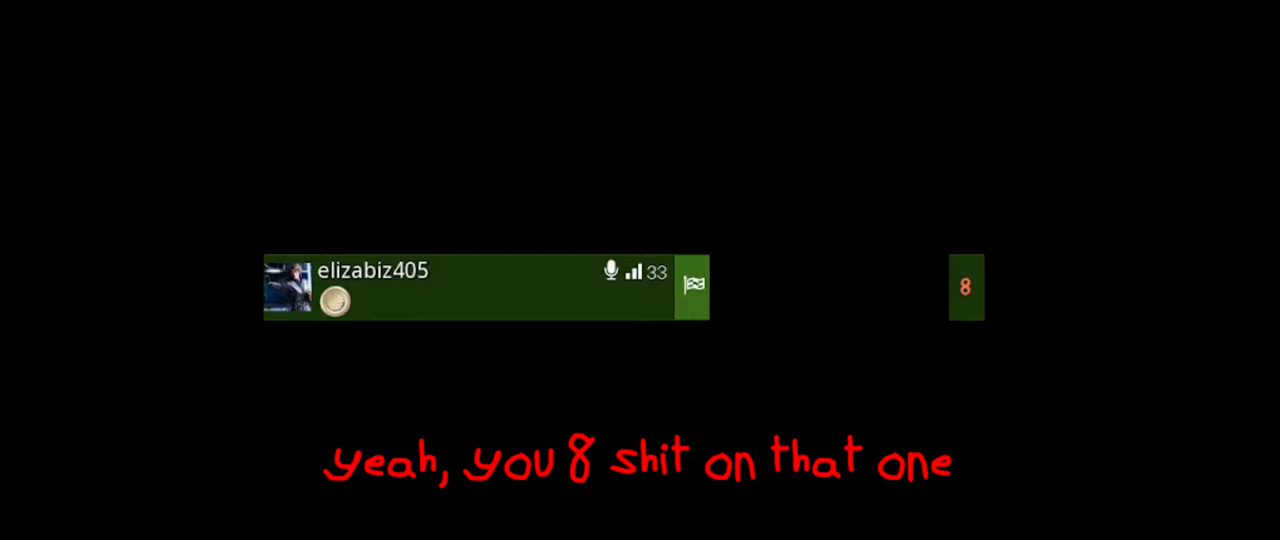 elizabiz405 33 8
yeah, you 8 shit on that one